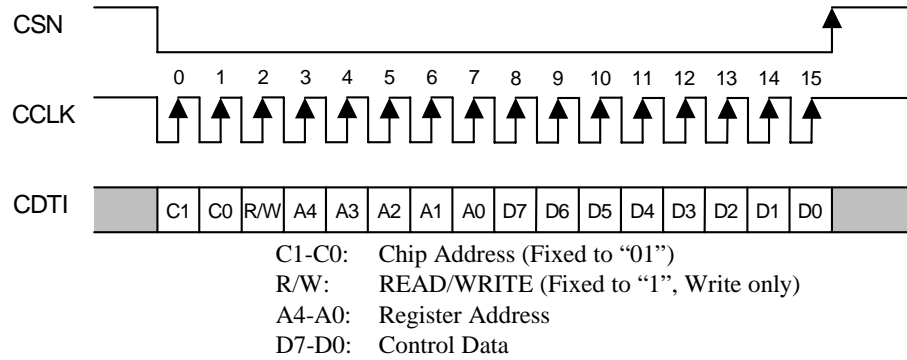 CSN
0 1 2 3 4 5 6 7 8 9 10 11 12 13 14 15
CCLK
CDTI C1 C0 R/W A4 A3 A2 A1 A0 D7 D6 D5 D4 D3 D2 D1 D0
C1-C0: Chip Address (Fixed to “01”)
R/W: READ/WRITE (Fixed to “1”, Write only)
A4-A0: Register Address
D7-D0: Control Data